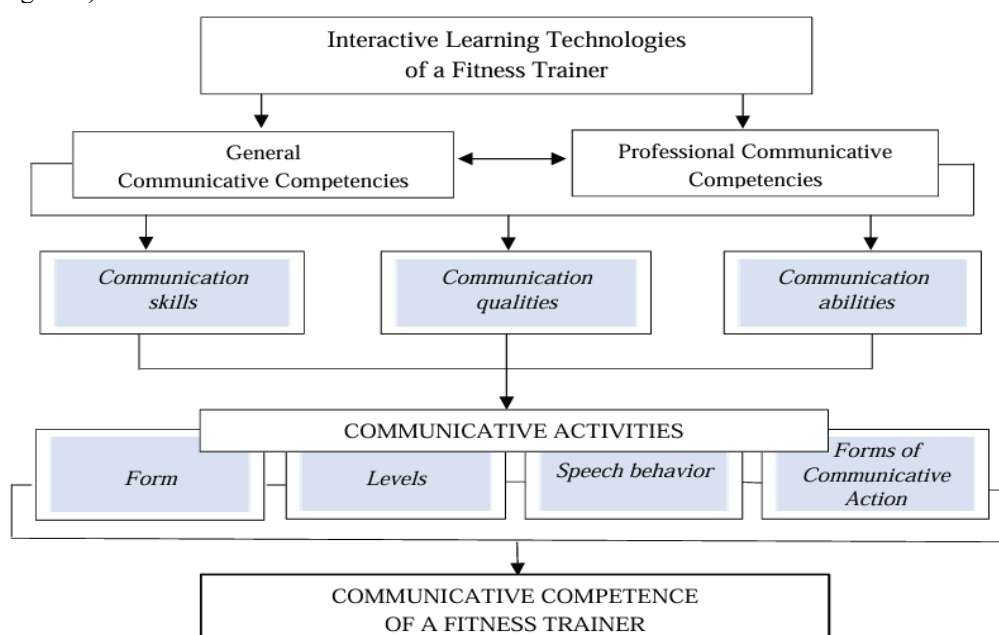 Interactive Learning Technologies
of a Fitness Trainer
General
Communicative Competencies
Professional Communicative
Competencies
Communication
skills
Communication
qualities
Communication
abilities
COMMUNICATIVE ACTIVITIES
Form
Levels
Speech behavior
Forms of
Communicative
Action
COMMUNICATIVE COMPETENCE
OF A FITNESS TRAINER